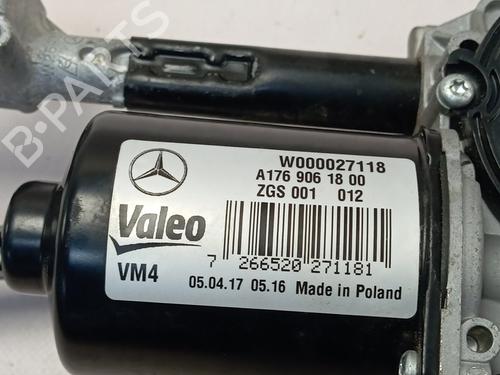 W000027118
A176 906 18 00
ZGS 001 012
Valeo
7 266520 271181
VM4
05.04.17 05.16 Made in Poland
B-PARTS